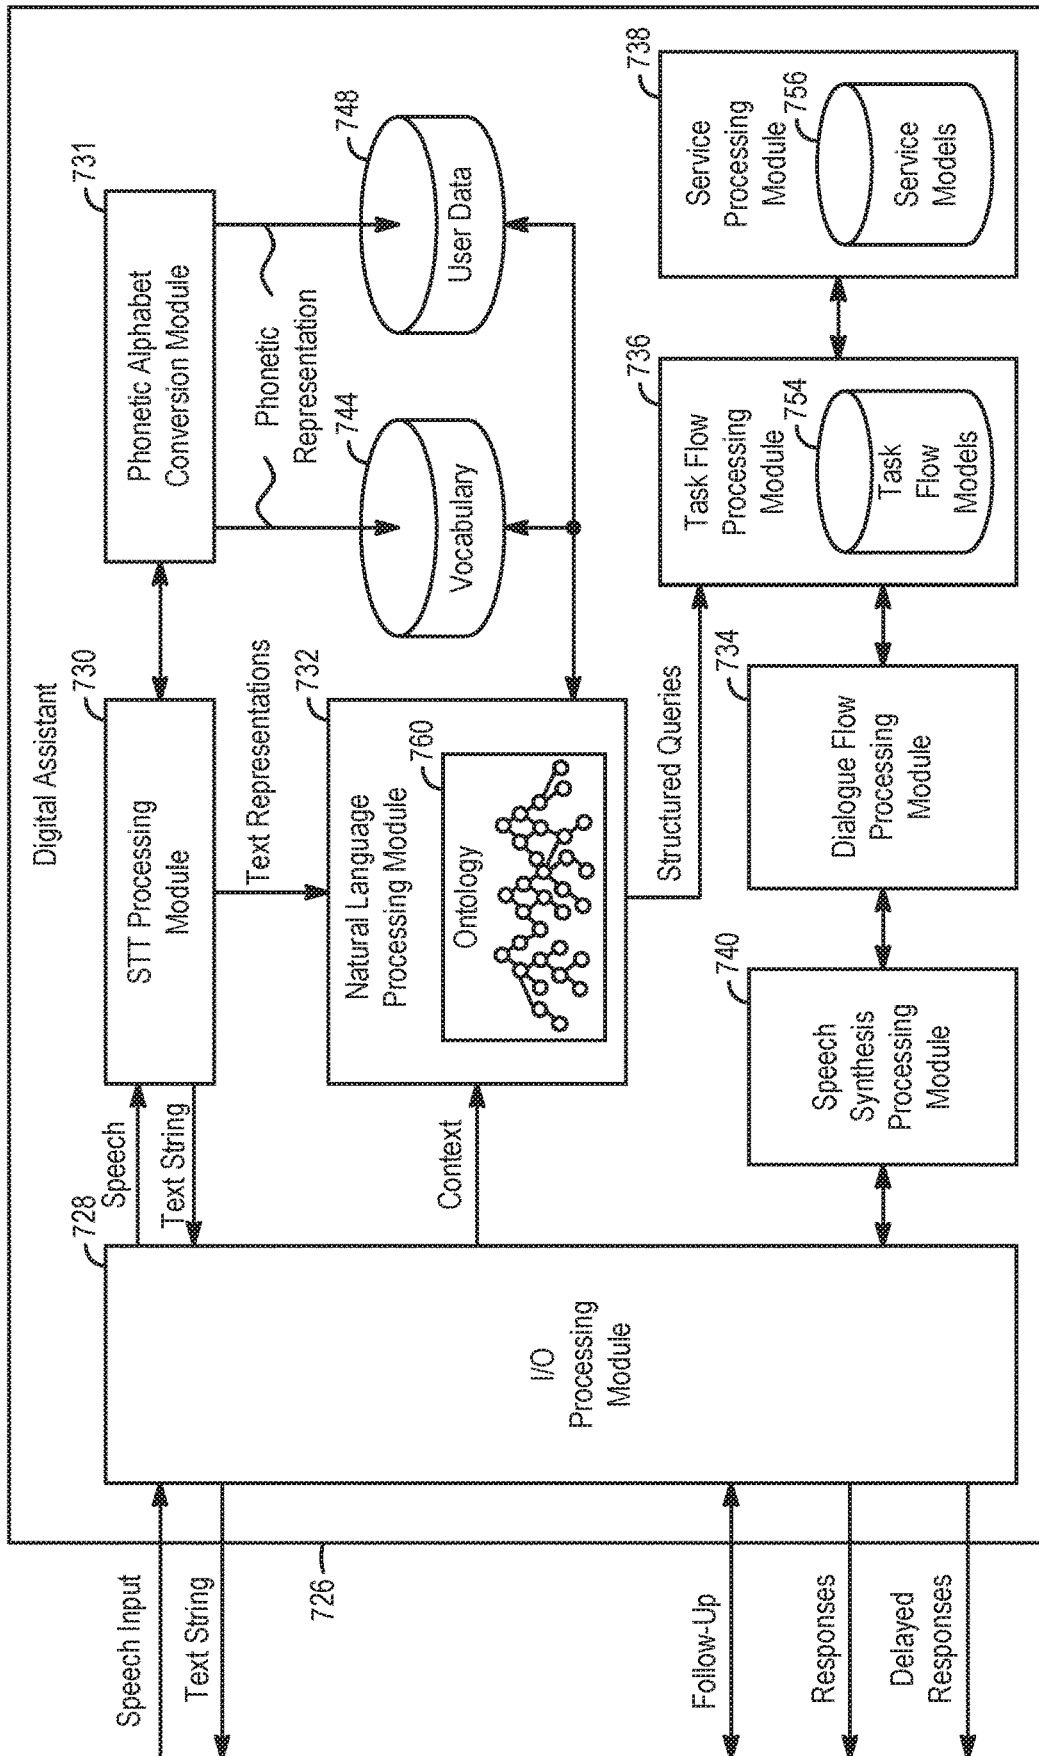 Digital Assistant
Speech Input
Text String
726
Follow-Up
Responses
Delayed
Responses
728
I/O
Processing
Module
Speech
Text String
Context
730
STT Processing
Module
Text Representations
731
Phonetic Alphabet
Conversion Module
Phonetic
Representation
744
Vocabulary
748
User Data
732
Natural Language
Processing Module
760
Ontology
Structured Queries
740
Speech
Synthesis
Processing
Module
734
Dialogue Flow
Processing
Module
736
Task Flow
Processing
Module
754
Task
Flow
Models
738
Service
Processing
Module
756
Service
Models